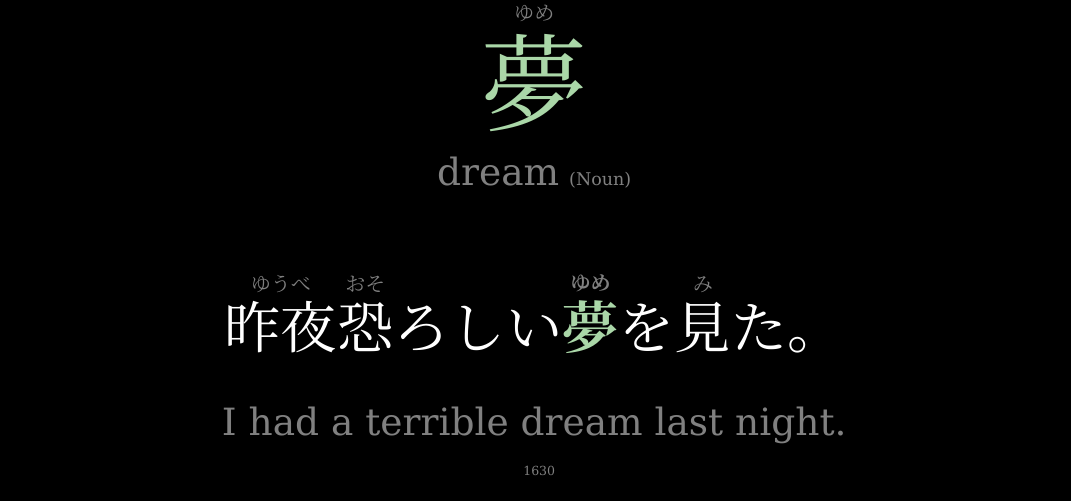 ゆめ
夢
dream (Noun)
ゆうべ おそ ゆめ み
昨夜恐ろしい夢を見た。
I had a terrible dream last night.
1630